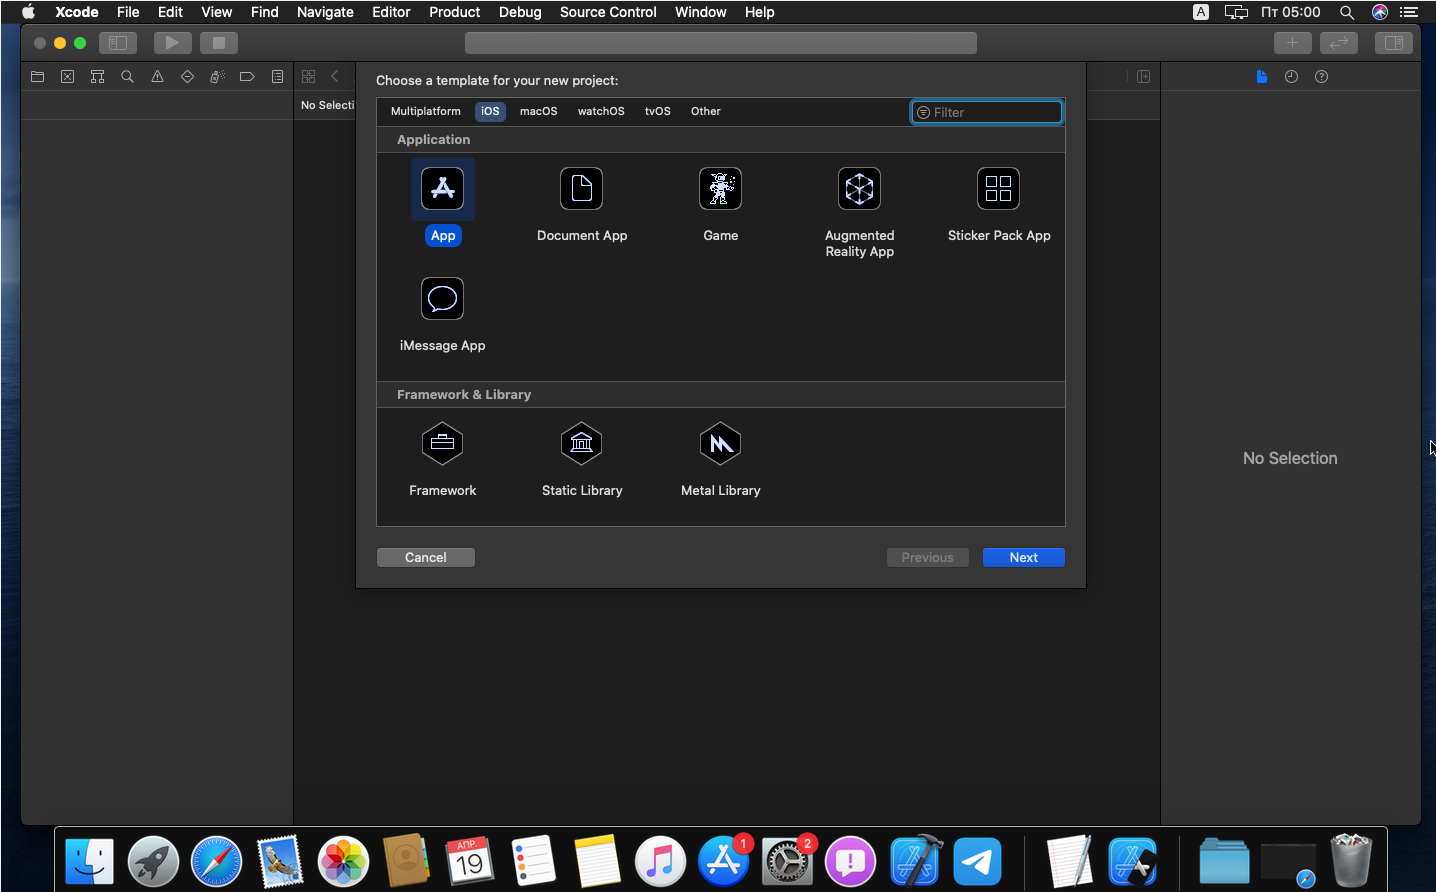 Xcode File Edit View Find Navigate Editor Product Debug Source Control Window Help A Пт 05:00
Choose a template for your new project:
No Selecti
Multiplatform iOS macOS watchOS tvOS Other Filter
Application
App Document App Game Augmented Reality App Sticker Pack App
iMessage App
Framework & Library
Framework Static Library Metal Library
No Selection
Cancel Previous Next
АПР.
19
1
2